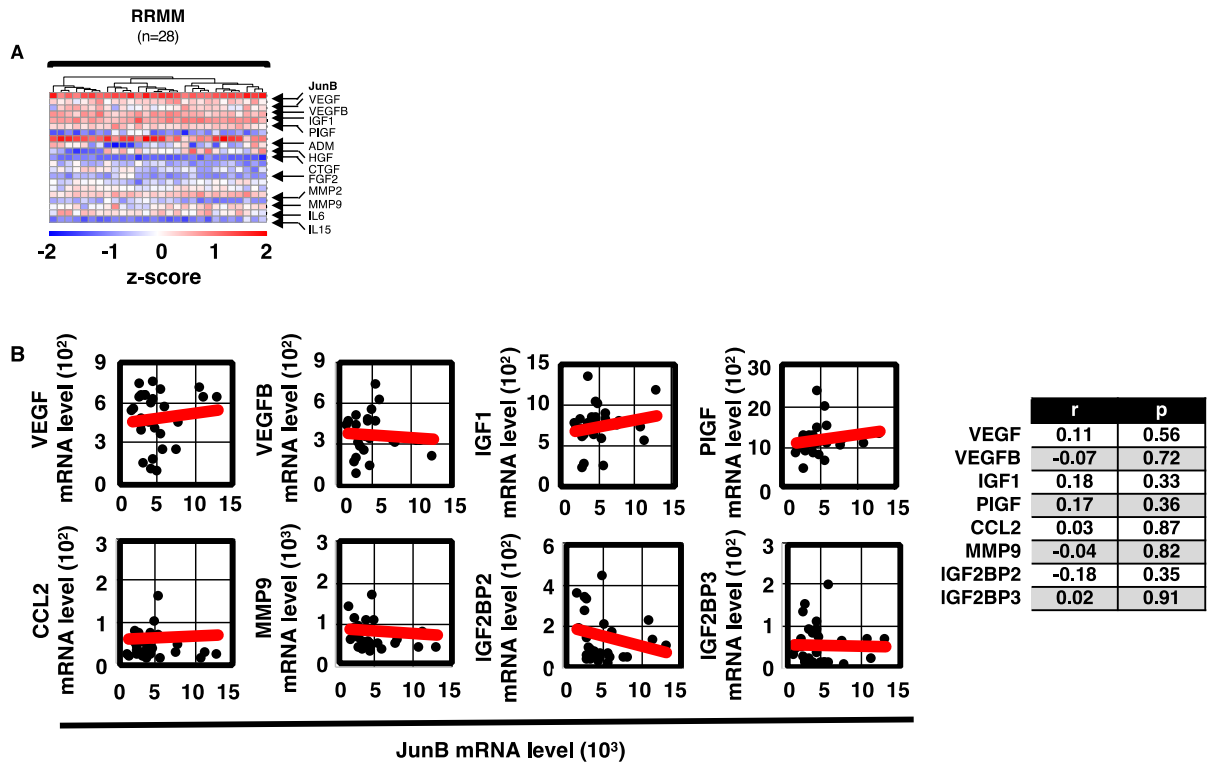 RRMM
(n=28)
A
JunB
VEGF
VEGFB
IGF1
PlGF
ADM
HGF
CTGF
FGF2
MMP2
MMP9
IL6
IL15
-2 -1 0 1 2
z-score
B
VEGF
mRNA level (10²)
9
6
3
0
0 5 10 15
VEGFB
mRNA level (10²)
9
6
3
0
0 5 10 15
IGF1
mRNA level (10²)
15
10
5
0
0 5 10 15
PlGF
mRNA level (10²)
30
20
10
0
0 5 10 15
CCL2
mRNA level (10²)
3
2
1
0
0 5 10 15
MMP9
mRNA level (10³)
3
2
1
0
0 5 10 15
IGF2BP2
mRNA level (10²)
6
4
2
0
0 5 10 15
IGF2BP3
mRNA level (10²)
3
2
1
0
0 5 10 15
JunB mRNA level (10³)
r p
VEGF 0.11 0.56
VEGFB -0.07 0.72
IGF1 0.18 0.33
PlGF 0.17 0.36
CCL2 0.03 0.87
MMP9 -0.04 0.82
IGF2BP2 -0.18 0.35
IGF2BP3 0.02 0.91